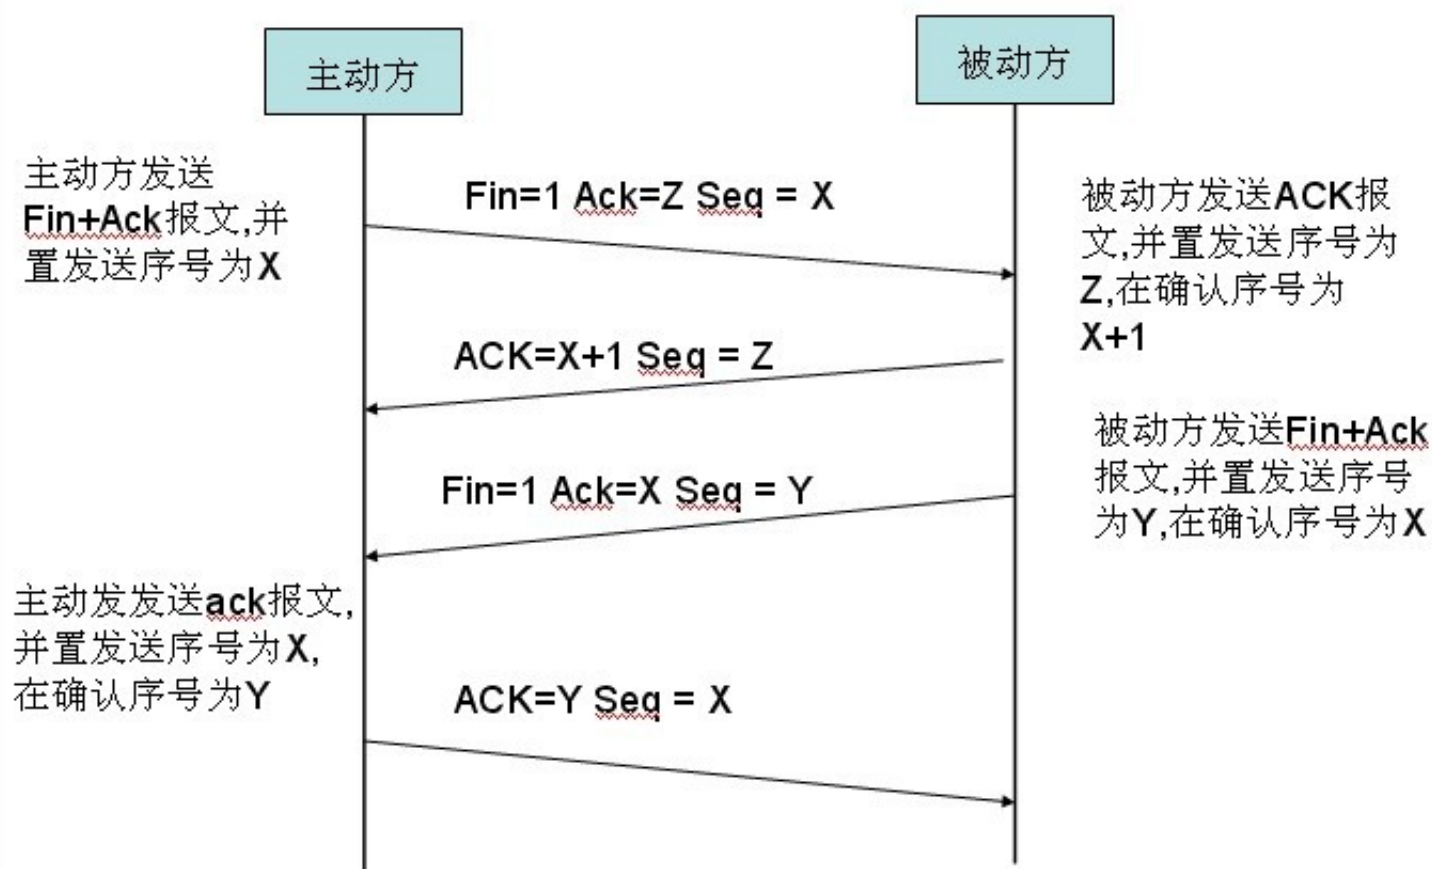 主动方
被动方
主动方发送
Fin+Ack报文,并
置发送序号为X
Fin=1 Ack=Z Seq = X
被动方发送ACK报
文,并置发送序号为
Z,在确认序号为
X+1
ACK=X+1 Seq = Z
被动方发送Fin+Ack
报文,并置发送序号
为Y,在确认序号为X
Fin=1 Ack=X Seq = Y
主动发发送ack报文,
并置发送序号为X,
在确认序号为Y
ACK=Y Seq = X